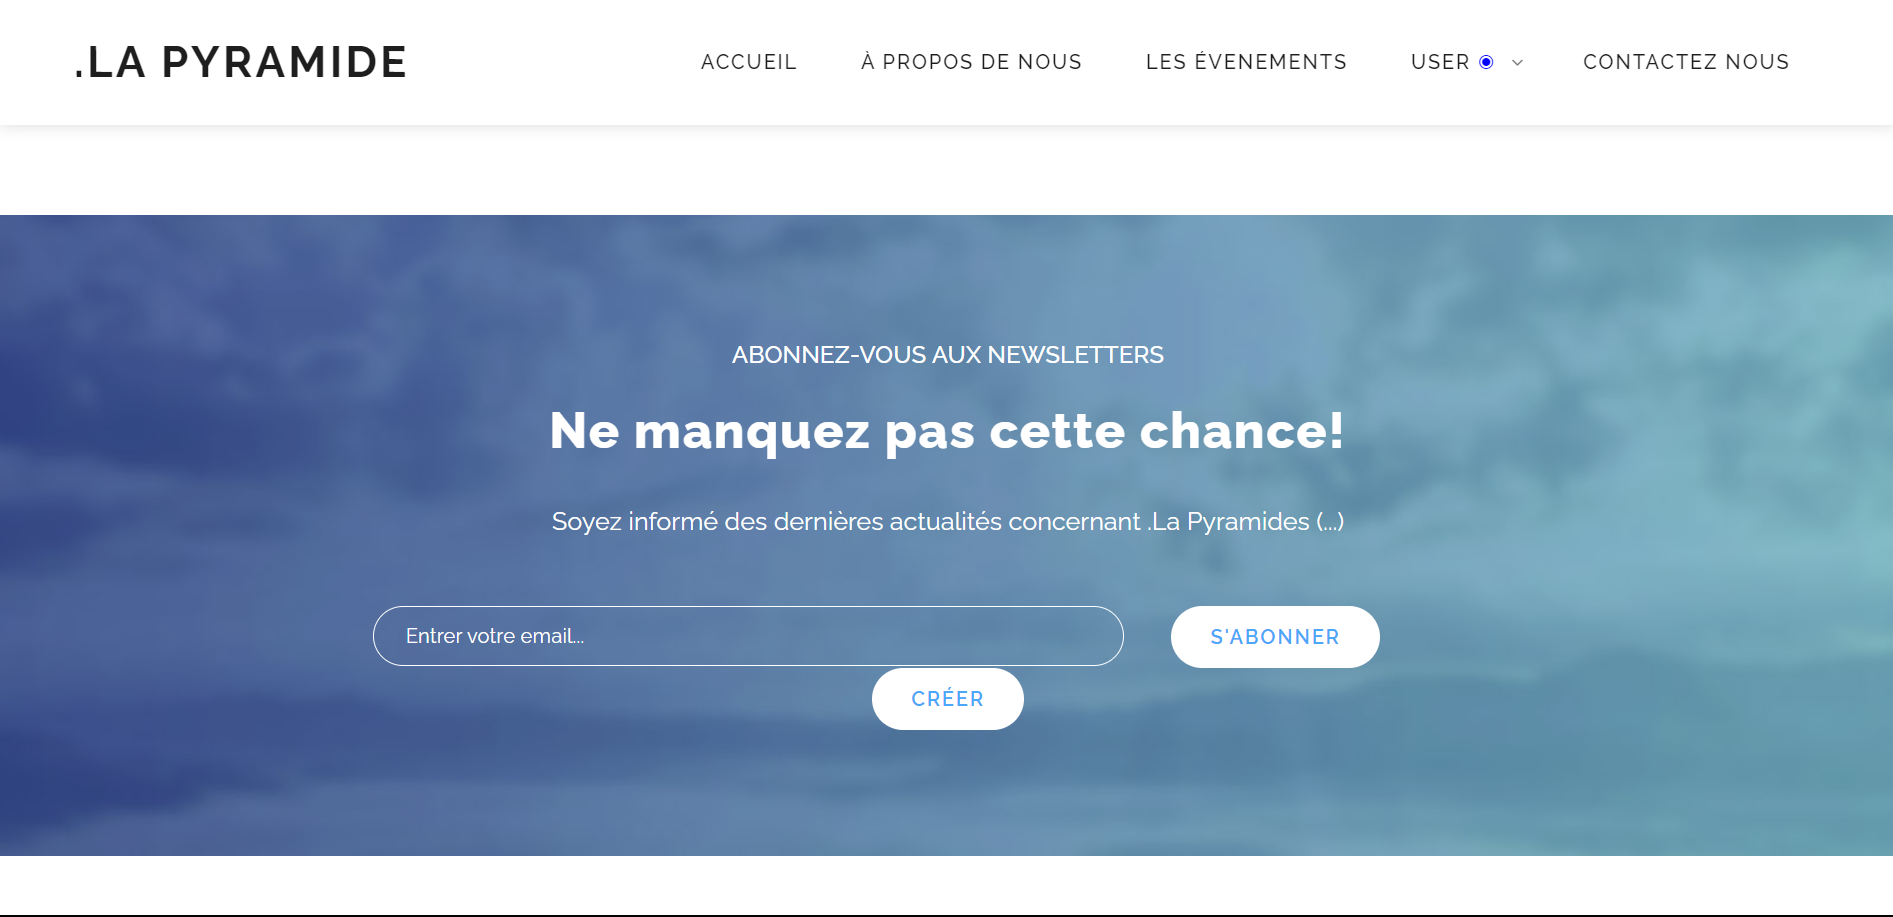 .LA PYRAMIDE
ACCUEIL
À PROPOS DE NOUS
LES ÉVENEMENTS
USER
CONTACTEZ NOUS
ABONNEZ-VOUS AUX NEWSLETTERS
Ne manquez pas cette chance!
Soyez informé des dernières actualités concernant .La Pyramides (...)
Entrer votre email...
S'ABONNER
CRÉER